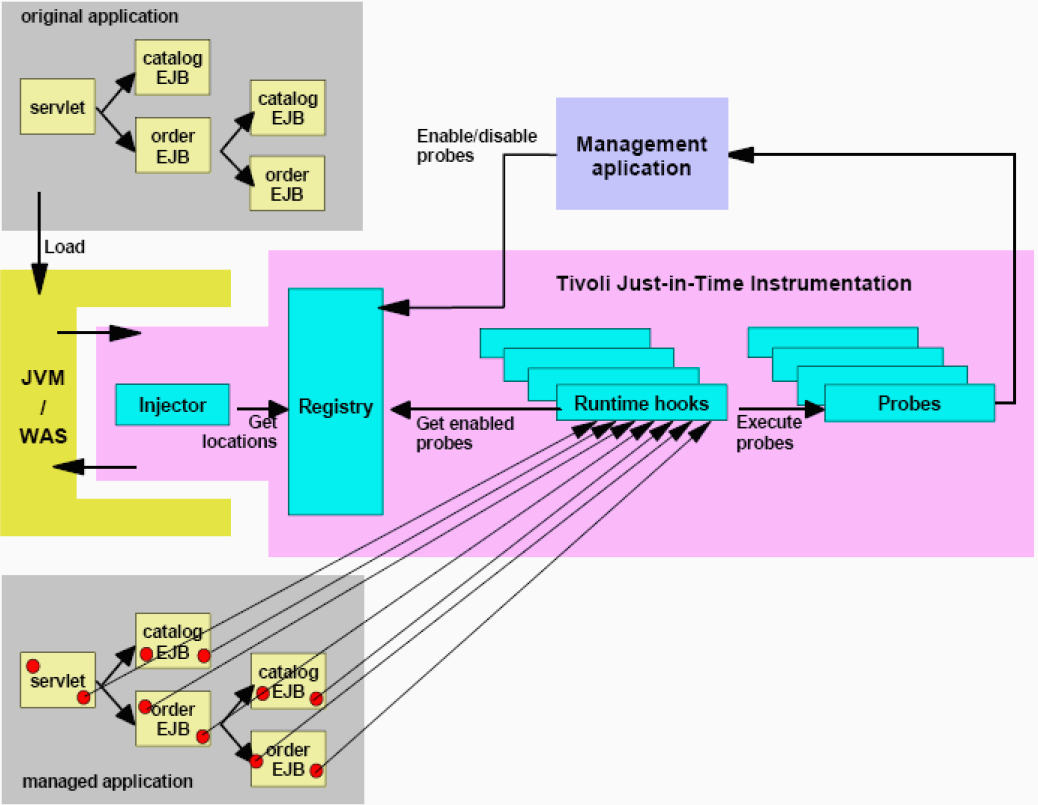 original application
catalog
EJB
servlet
order
EJB
catalog
EJB
order
EJB
Load
Enable/disable
probes
Management
aplication
Tivoli Just-in-Time Instrumentation
JVM
/
WAS
Injector
Get
locations
Registry
Get enabled
probes
Runtime hooks
Execute
probes
Probes
catalog
EJB
servlet
order
EJB
catalog
EJB
order
EJB
managed application